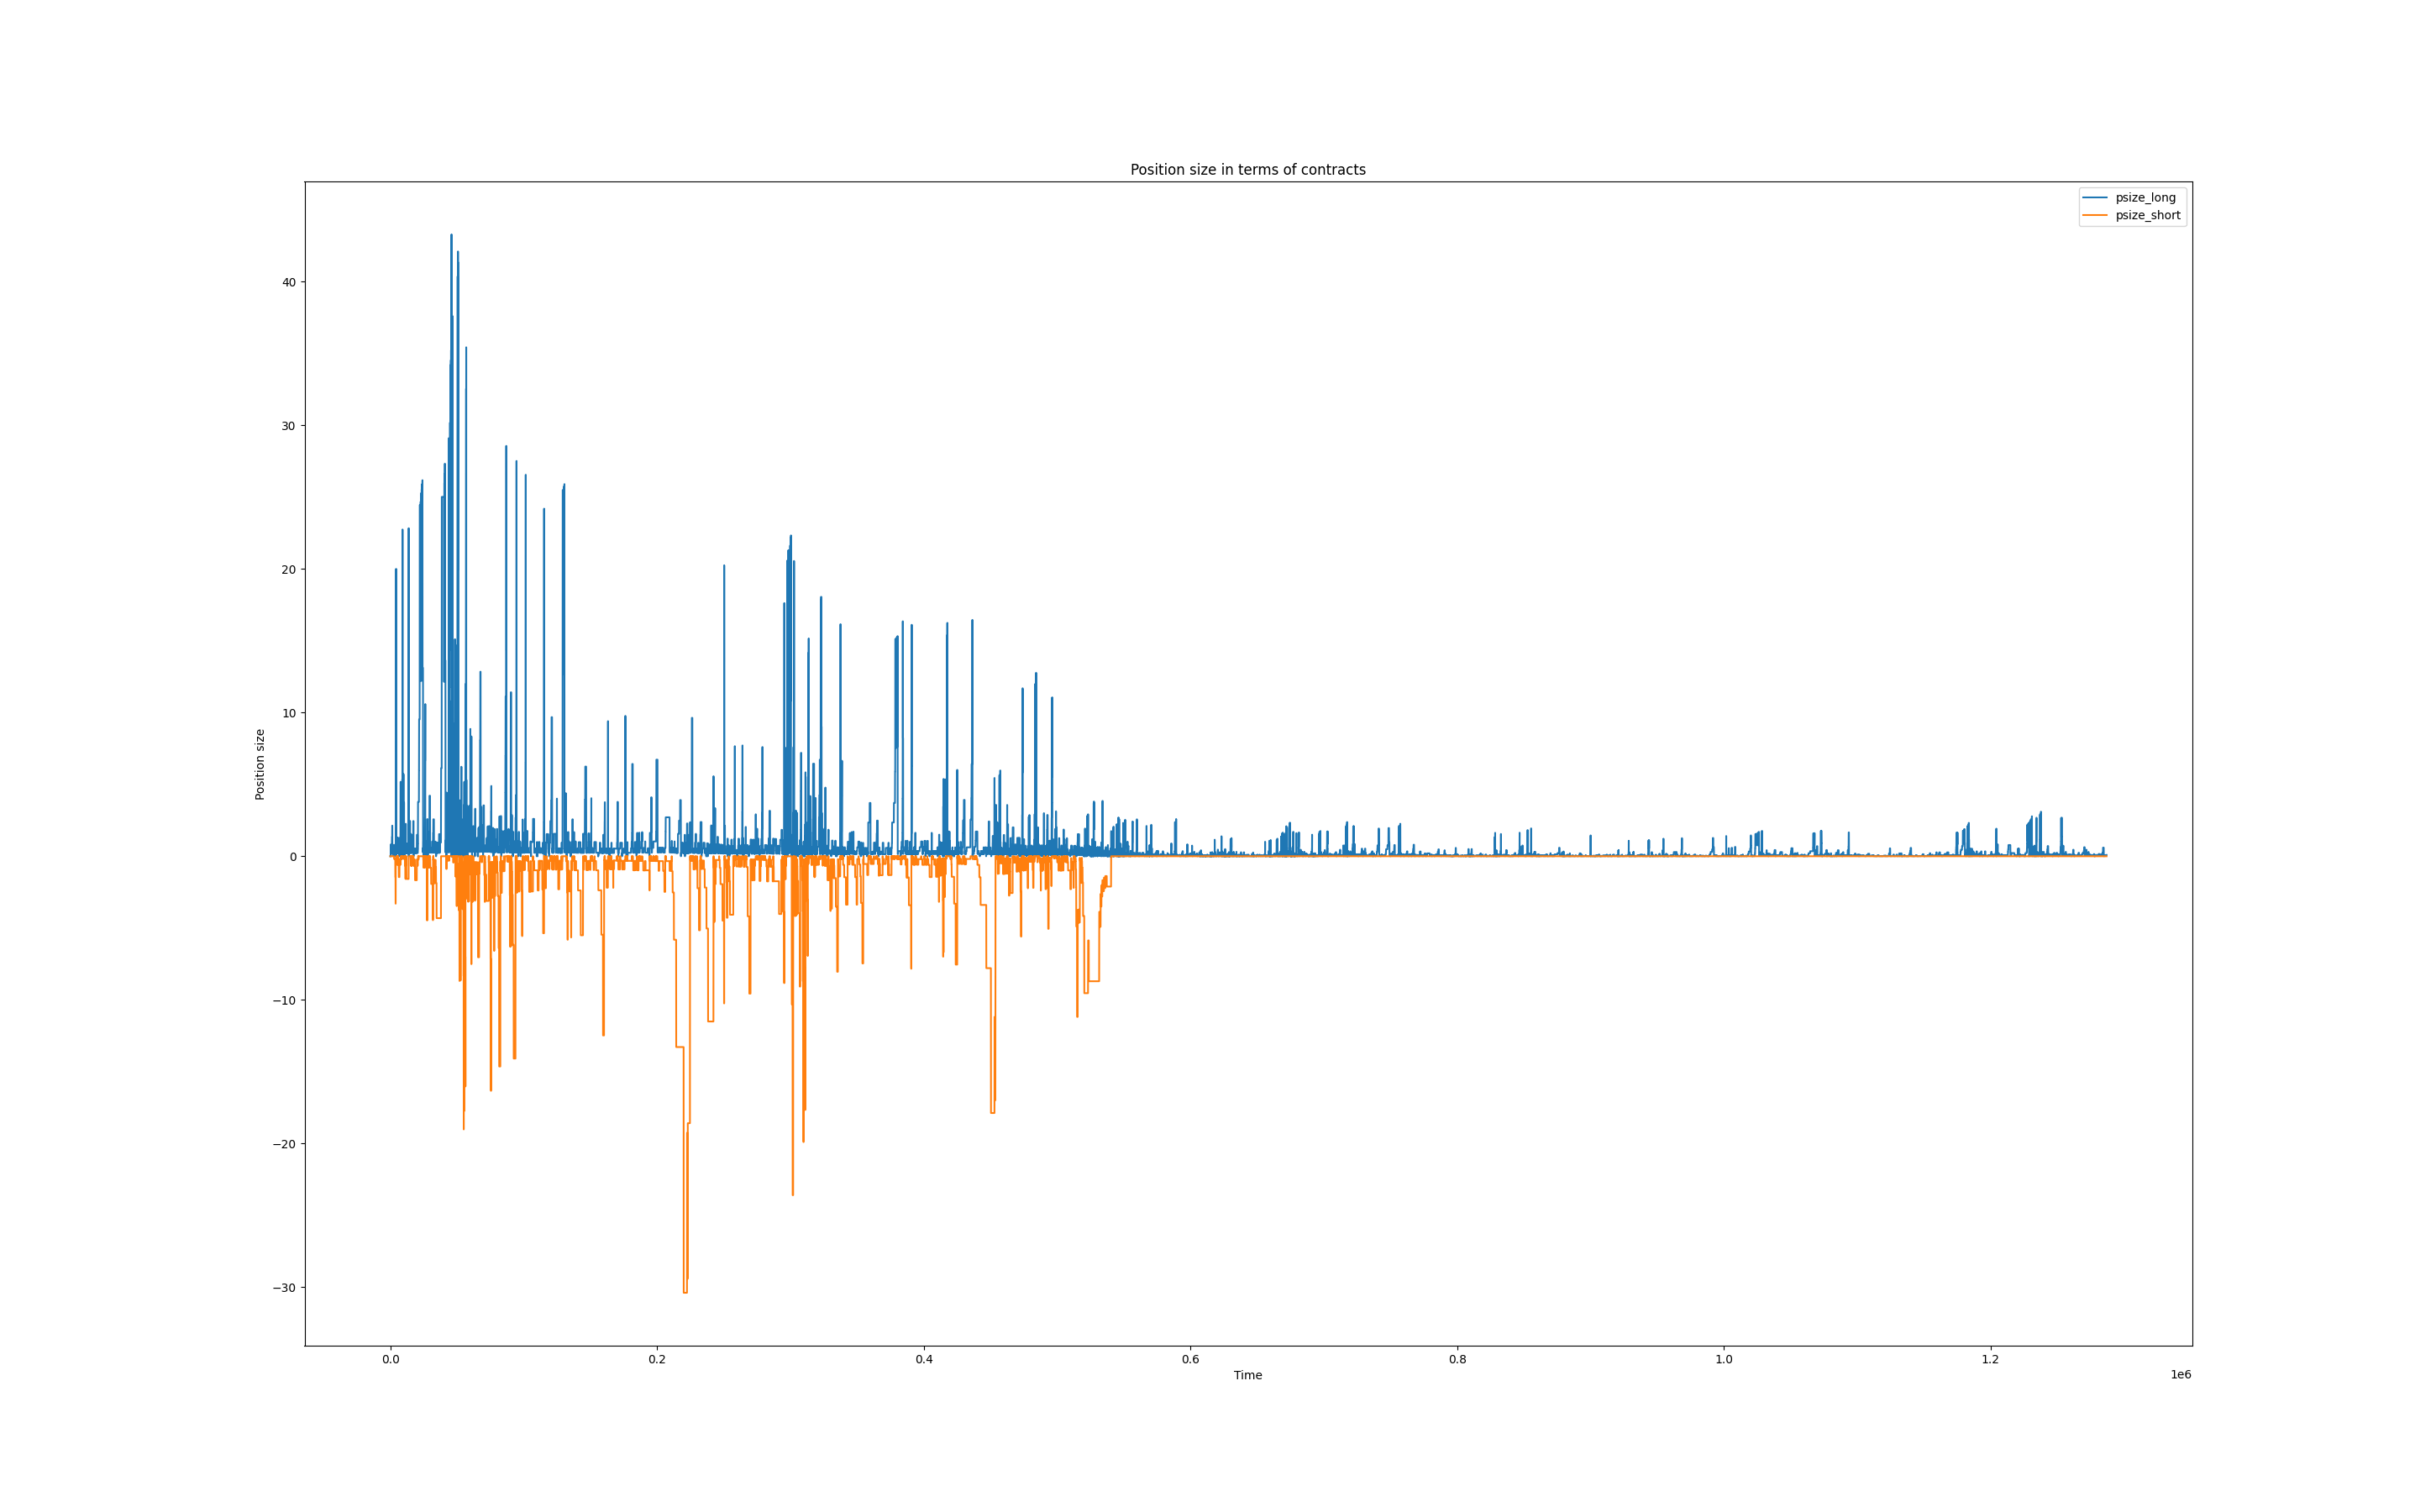 Position size in terms of contracts
psize_long
psize_short
Position size
40
30
20
10
0
−10
−20
−30
0.0 0.2 0.4 0.6 0.8 1.0 1.2
Time
1e6